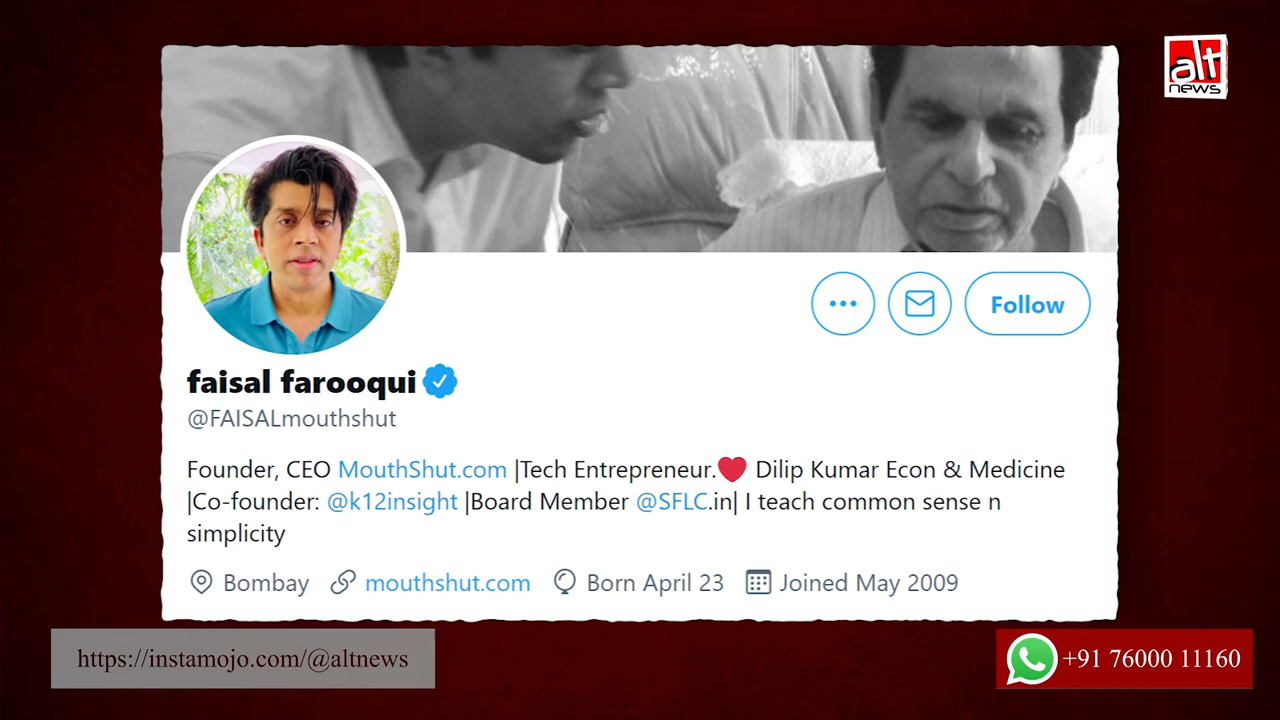 alt
news
Follow
faisal farooqui
@FAISALmouthshut
Founder, CEO MouthShut.com |Tech Entrepreneur.❤️ Dilip Kumar Econ & Medicine
|Co-founder: @k12insight |Board Member @SFLC.in| I teach common sense n
simplicity
Bombay mouthshut.com Born April 23 Joined May 2009
https://instamojo.com/@altnews
+91 76000 11160